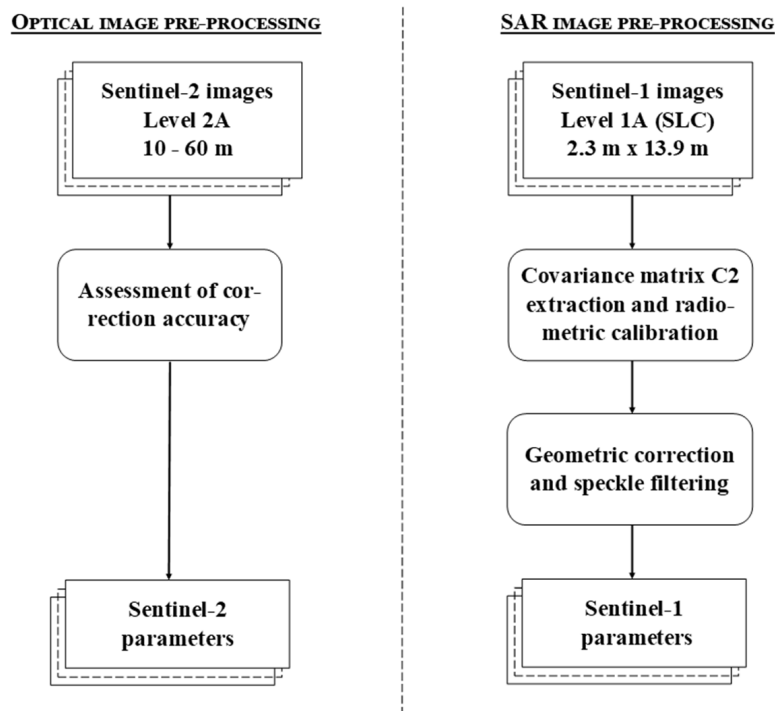 OPTICAL IMAGE PRE-PROCESSING
Sentinel-2 images
Level 2A
10 - 60 m
Assessment of cor-
rection accuracy
Sentinel-2
parameters
SAR IMAGE PRE-PROCESSING
Sentinel-1 images
Level 1A (SLC)
2.3 m x 13.9 m
Covariance matrix C2
extraction and radio-
metric calibration
Geometric correction
and speckle filtering
Sentinel-1
parameters